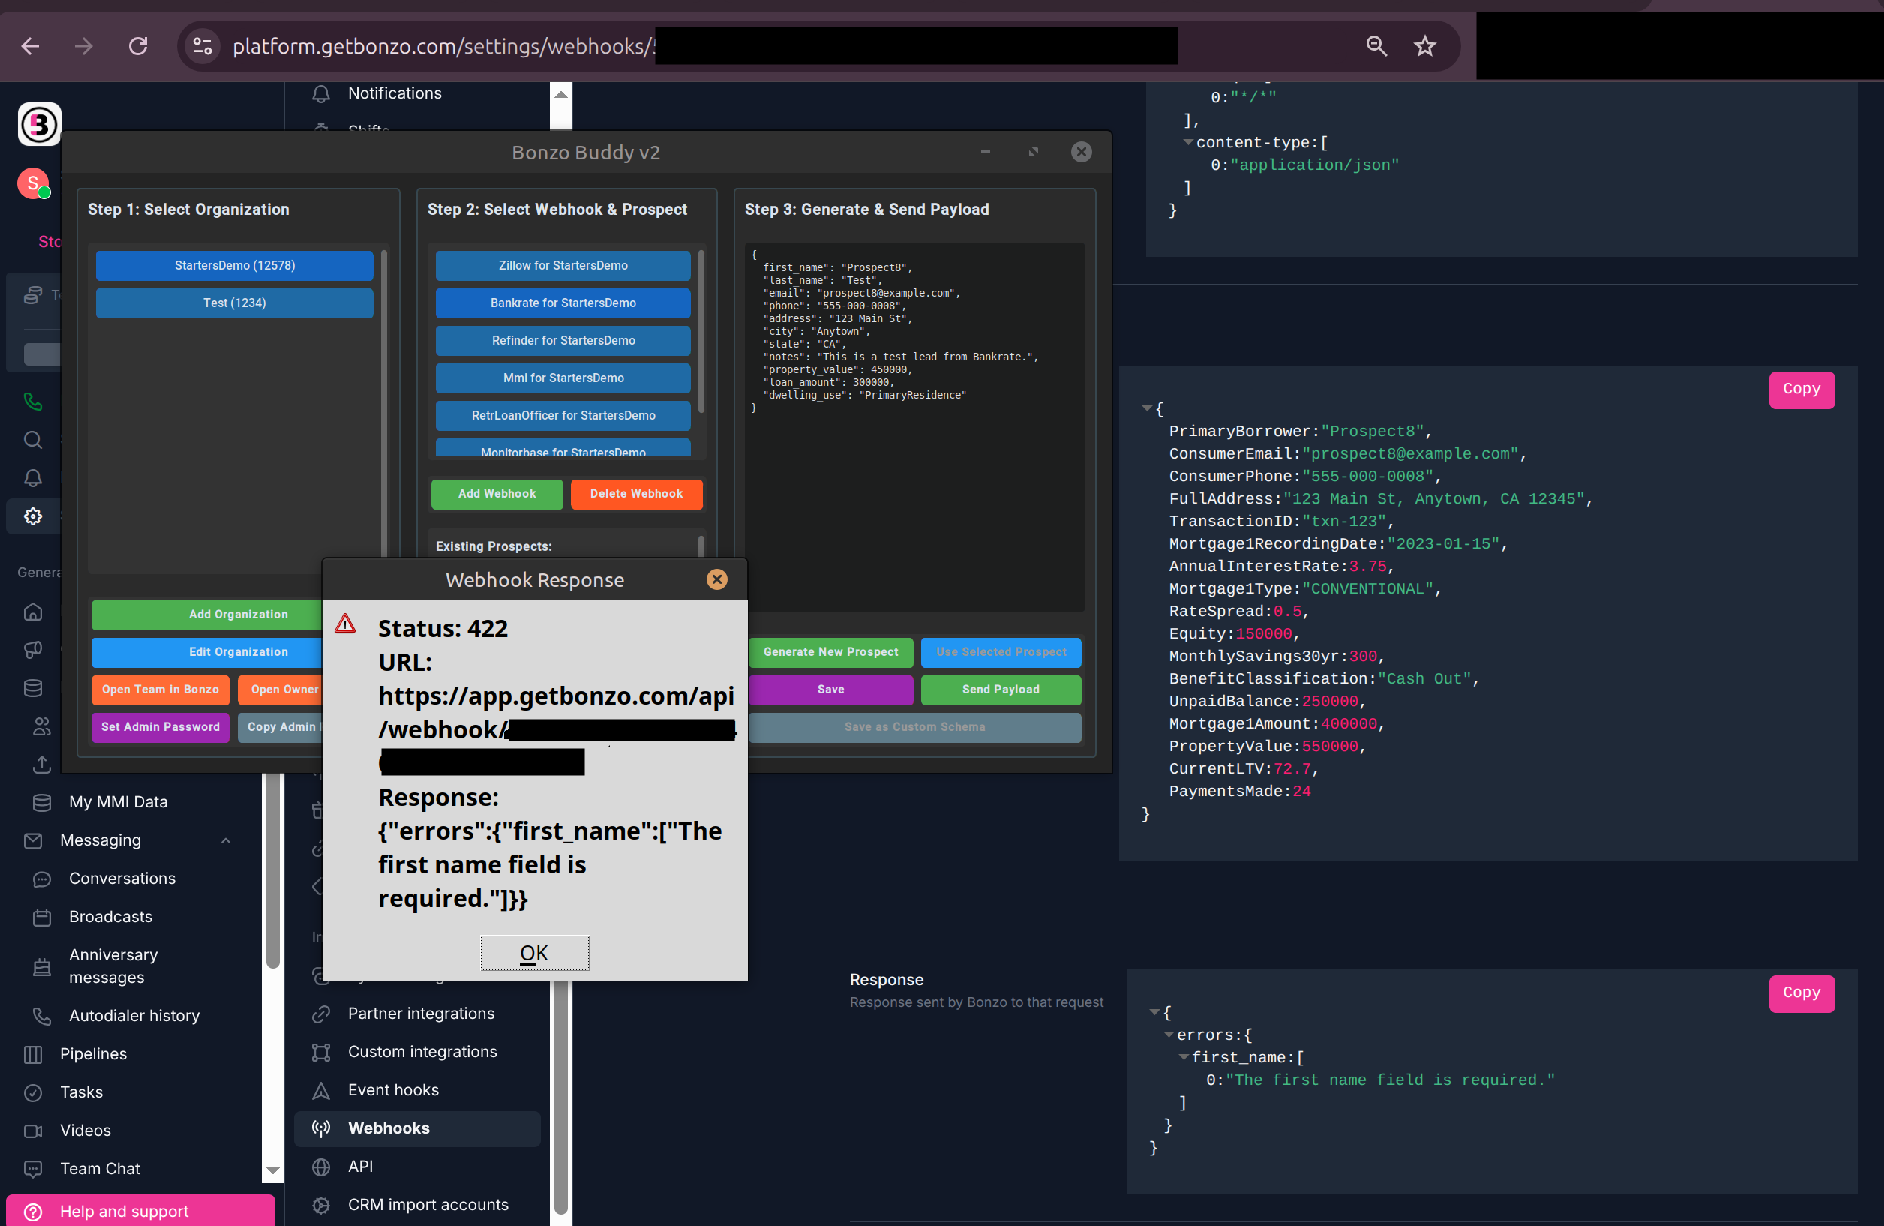 platform.getbonzo.com/settings/webhooks/
Notifications
Shifts
S
Bonzo Buddy v2
Step 1: Select Organization
StartersDemo (12578)
Test (1234)
Add Organization
Edit Organization
Open Team in Bonzo
Open Owner
Set Admin Password
Copy Admin
Step 2: Select Webhook & Prospect
Zillow for StartersDemo
Bankrate for StartersDemo
Refinder for StartersDemo
Mmi for StartersDemo
RetrLoanOfficer for StartersDemo
Monitorbase for StartersDemo
Add Webhook
Delete Webhook
Existing Prospects:
Step 3: Generate & Send Payload
{
first_name": "Prospect8",
"last_name": "Test",
"email": "prospect8@example.com",
"phone": "555-000-0008",
"address": "123 Main St",
"city": "Anytown",
"state": "CA",
"notes": "This is a test lead from Bankrate.",
"property_value": 450000,
"loan_amount": 300000,
"dwelling_use": "PrimaryResidence"
}
Generate New Prospect
Use Selected Prospect
Save
Send Payload
Save as Custom Schema
Webhook Response
Status: 422
URL:
https://app.getbonzo.com/api
/webhook/
Response:
{"errors":{"first_name":["The
first name field is
required."]}}
OK
Sto
Genera
My MMI Data
Messaging
Conversations
Broadcasts
Anniversary
messages
Autodialer history
Pipelines
Tasks
Videos
Team Chat
Help and support
Partner integrations
Custom integrations
Event hooks
Webhooks
API
CRM import accounts
0:"*/*"
],
content-type:[
0:"application/json"
]
}
Copy
{
PrimaryBorrower:"Prospect8",
ConsumerEmail:"prospect8@example.com",
ConsumerPhone:"555-000-0008",
FullAddress:"123 Main St, Anytown, CA 12345",
TransactionID:"txn-123",
Mortgage1RecordingDate:"2023-01-15",
AnnualInterestRate:3.75,
Mortgage1Type:"CONVENTIONAL",
RateSpread:0.5,
Equity:150000,
MonthlySavings30yr:300,
BenefitClassification:"Cash Out",
UnpaidBalance:250000,
Mortgage1Amount:400000,
PropertyValue:550000,
CurrentLTV:72.7,
PaymentsMade:24
}
Response
Response sent by Bonzo to that request
Copy
{
errors:{
first_name:[
0:"The first name field is required."
]
}
}